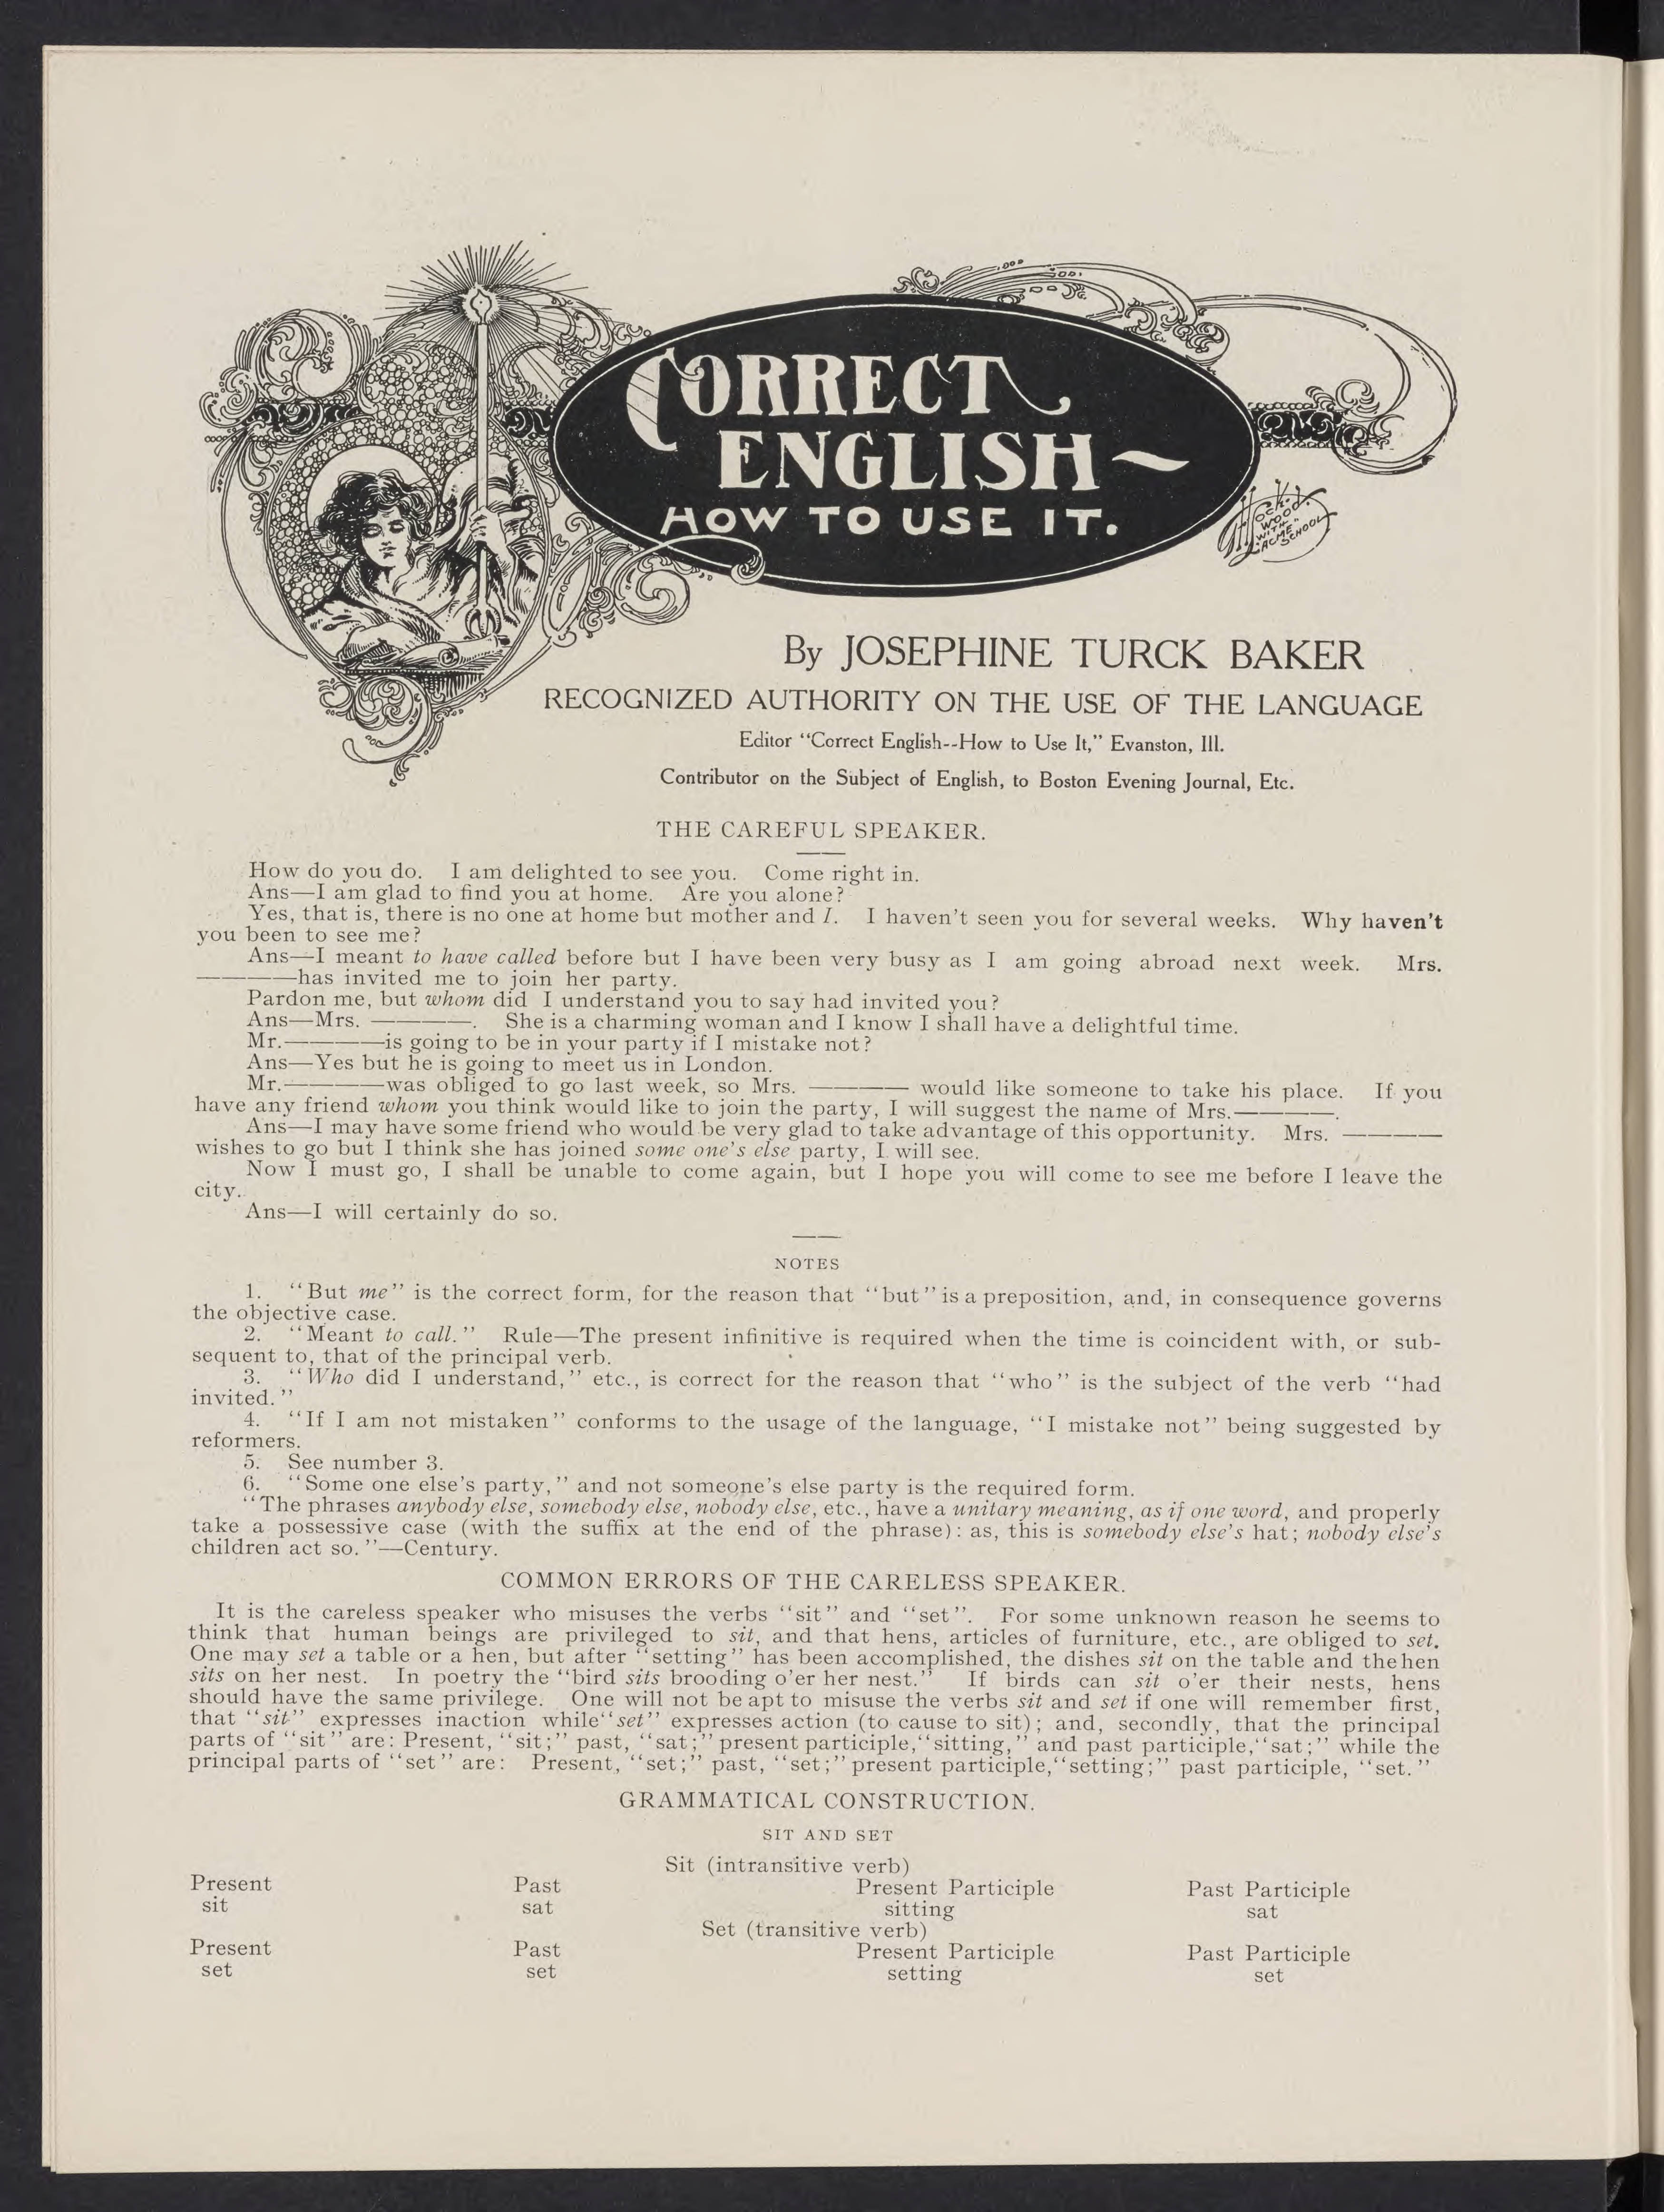 CORRECT
ENGLISH~
HOW TO USE IT.
Hockwood
WITH
"ACME"
SCHOOL
By JOSEPHINE TURCK BAKER
RECOGNIZED AUTHORITY ON THE USE OF THE LANGUAGE
Editor "Correct English--How to Use It," Evanston, Ill.
Contributor on the Subject of English, to Boston Evening Journal, Etc.
THE CAREFUL SPEAKER.
How do you do. I am delighted to see you. Come right in.
Ans—I am glad to find you at home. Are you alone?
Yes, that is, there is no one at home but mother and I. I haven't seen you for several weeks. Why haven't
you been to see me?
Ans—I meant to have called before but I have been very busy as I am going abroad next week. Mrs.
————has invited me to join her party.
Pardon me, but whom did I understand you to say had invited you?
Ans—Mrs. ————. She is a charming woman and I know I shall have a delightful time.
Mr.————is going to be in your party if I mistake not?
Ans—Yes but he is going to meet us in London.
Mr.————was obliged to go last week, so Mrs. ———— would like someone to take his place. If you
have any friend whom you think would like to join the party, I will suggest the name of Mrs.————.
Ans—I may have some friend who would be very glad to take advantage of this opportunity. Mrs. ————
wishes to go but I think she has joined some one's else party, I will see.
Now I must go, I shall be unable to come again, but I hope you will come to see me before I leave the
city.
Ans—I will certainly do so.
NOTES
1. "But me" is the correct form, for the reason that "but" is a preposition, and, in consequence governs
the objective case.
2. "Meant to call." Rule—The present infinitive is required when the time is coincident with, or sub-
sequent to, that of the principal verb.
3. "Who did I understand," etc., is correct for the reason that "who" is the subject of the verb "had
invited."
4. "If I am not mistaken" conforms to the usage of the language, "I mistake not" being suggested by
reformers.
5. See number 3.
6. "Some one else's party," and not someone's else party is the required form.
"The phrases anybody else, somebody else, nobody else, etc., have a unitary meaning, as if one word, and properly
take a possessive case (with the suffix at the end of the phrase): as, this is somebody else's hat; nobody else's
children act so."—Century.
COMMON ERRORS OF THE CARELESS SPEAKER.
It is the careless speaker who misuses the verbs "sit" and "set". For some unknown reason he seems to
think that human beings are privileged to sit, and that hens, articles of furniture, etc., are obliged to set.
One may set a table or a hen, but after "setting" has been accomplished, the dishes sit on the table and the hen
sits on her nest. In poetry the "bird sits brooding o'er her nest." If birds can sit o'er their nests, hens
should have the same privilege. One will not be apt to misuse the verbs sit and set if one will remember first,
that "sit" expresses inaction while "set" expresses action (to cause to sit); and, secondly, that the principal
parts of "sit" are: Present, "sit;" past, "sat;" present participle, "sitting," and past participle, "sat;" while the
principal parts of "set" are: Present, "set;" past, "set;" present participle, "setting;" past participle, "set."
GRAMMATICAL CONSTRUCTION.
SIT AND SET
Sit (intransitive verb)
Present Past Present Participle Past Participle
sit sat sitting sat
Set (transitive verb)
Present Past Present Participle Past Participle
set set setting set